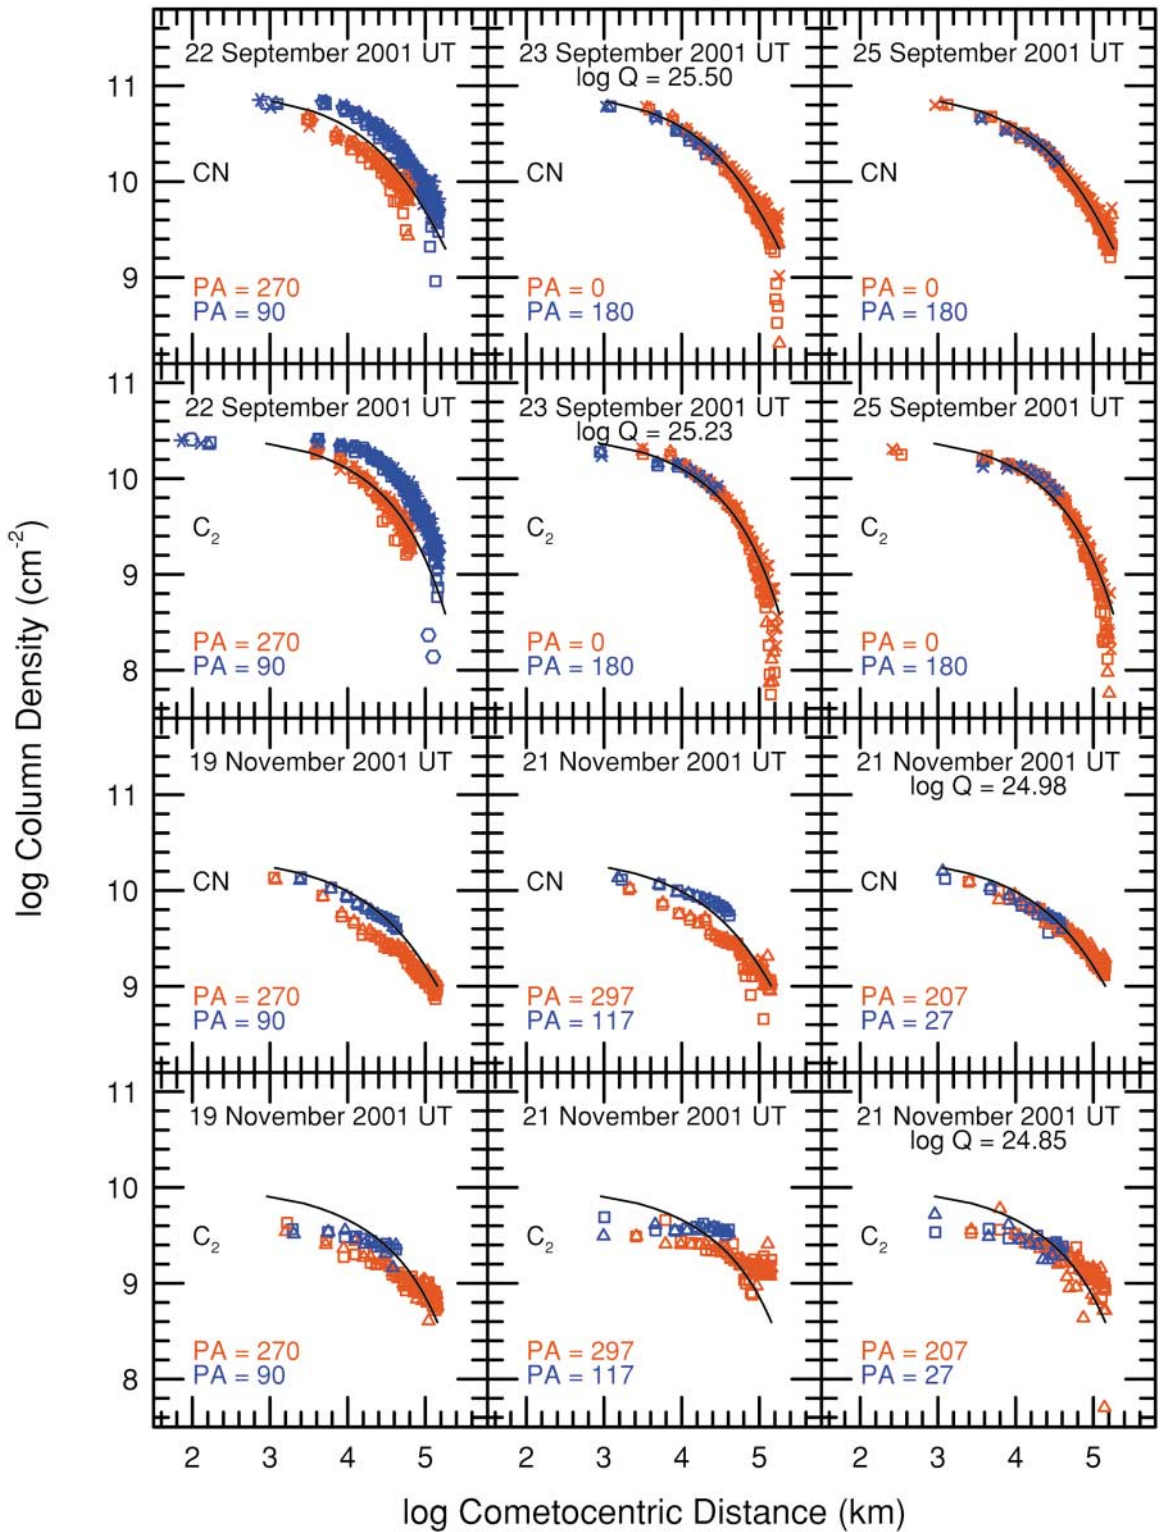 22 September 2001 UT
23 September 2001 UT
log Q = 25.50
25 September 2001 UT
11
10
9
CN
CN
CN
PA = 270
PA = 90
PA = 0
PA = 180
PA = 0
PA = 180
22 September 2001 UT
23 September 2001 UT
log Q = 25.23
25 September 2001 UT
11
10
9
8
C2
C2
C2
PA = 270
PA = 90
PA = 0
PA = 180
PA = 0
PA = 180
19 November 2001 UT
21 November 2001 UT
21 November 2001 UT
log Q = 24.98
11
10
9
CN
CN
CN
PA = 270
PA = 90
PA = 297
PA = 117
PA = 207
PA = 27
19 November 2001 UT
21 November 2001 UT
21 November 2001 UT
log Q = 24.85
11
10
9
8
C2
C2
C2
PA = 270
PA = 90
PA = 297
PA = 117
PA = 207
PA = 27
2 3 4 5 2 3 4 5 2 3 4 5
log Cometocentric Distance (km)
log Column Density (cm-2)